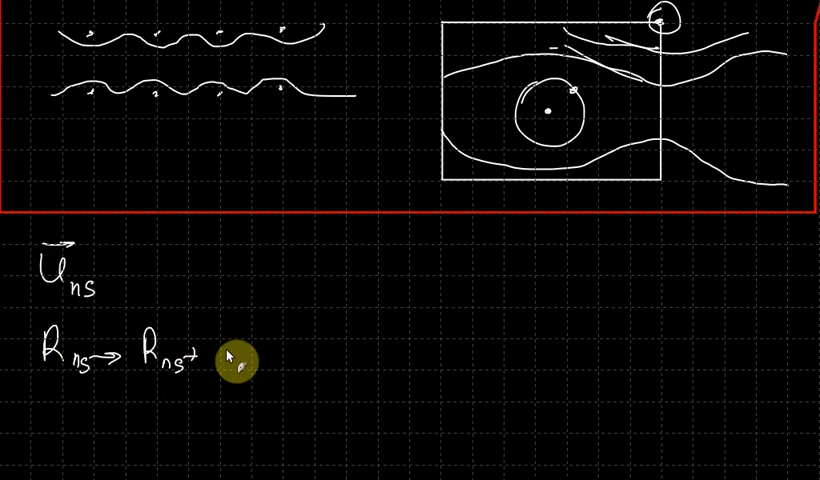 U⃗ns
Rns → Rns+